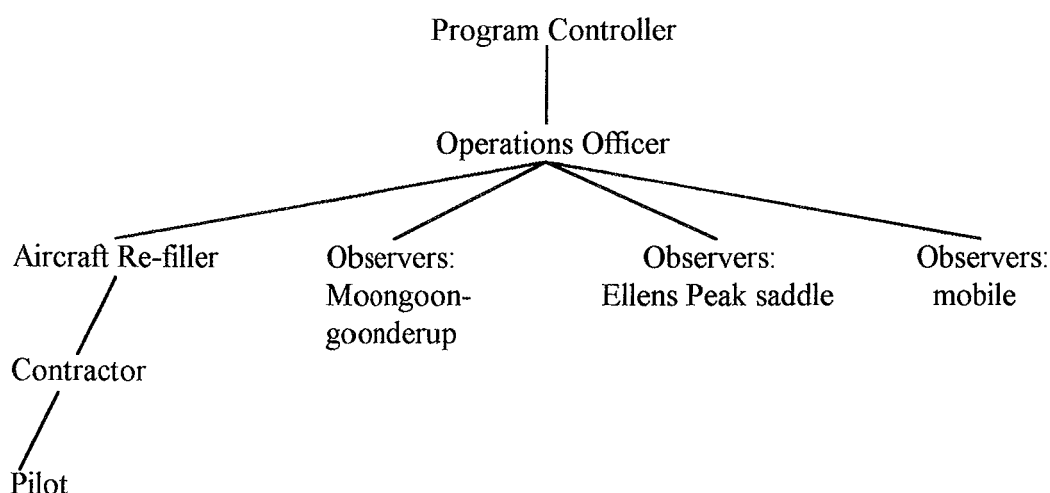 Program Controller
Operations Officer
Aircraft Re-filler
Observers:
Moongoon-
goonderup
Observers:
Ellens Peak saddle
Observers:
mobile
Contractor
Pilot